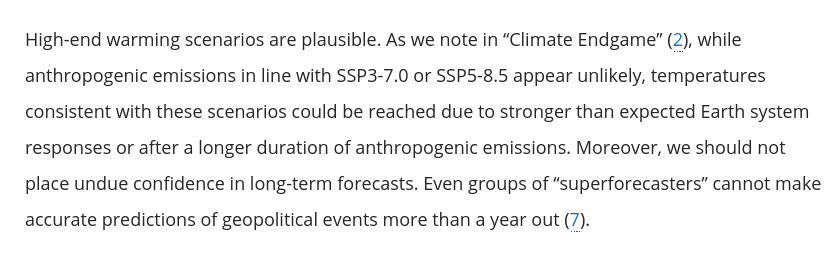 High-end warming scenarios are plausible. As we note in “Climate Endgame” (2), while
anthropogenic emissions in line with SSP3-7.0 or SSP5-8.5 appear unlikely, temperatures
consistent with these scenarios could be reached due to stronger than expected Earth system
responses or after a longer duration of anthropogenic emissions. Moreover, we should not
place undue confidence in long-term forecasts. Even groups of “superforecasters” cannot make
accurate predictions of geopolitical events more than a year out (7).